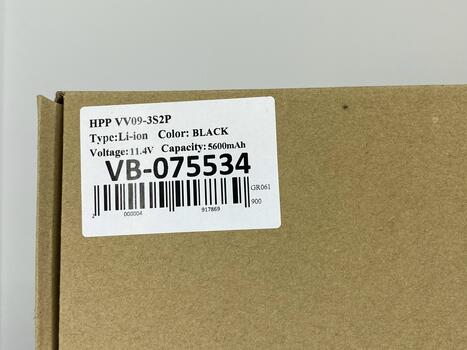 HPP VV09-3S2P
Type:Li-ion Color: BLACK
Voltage:11.4V Capacity:5600mAh
VB-075534
GR061
900
2 000004 917869